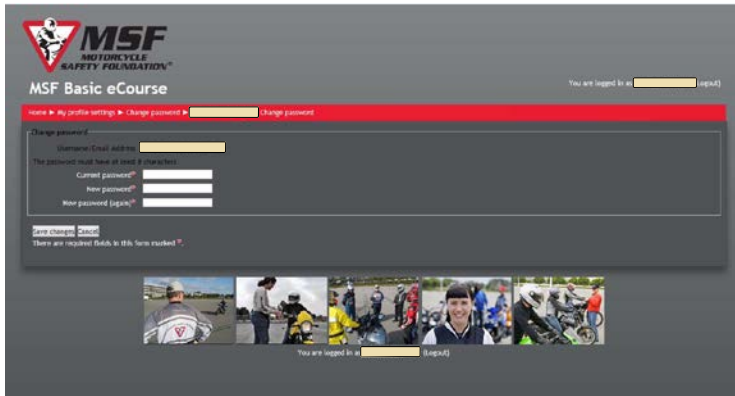 MSF
MOTORCYCLE
SAFETY FOUNDATION
MSF Basic eCourse
You are logged in as (Logout)
Home ► My profile settings ► Change password ► Change password
Change password
Username/Email Address
The password must have at least 8 characters
Current password*
New password*
New password (again)*
Save changes Cancel
There are required fields in this form marked *.
You are logged in as (Logout)